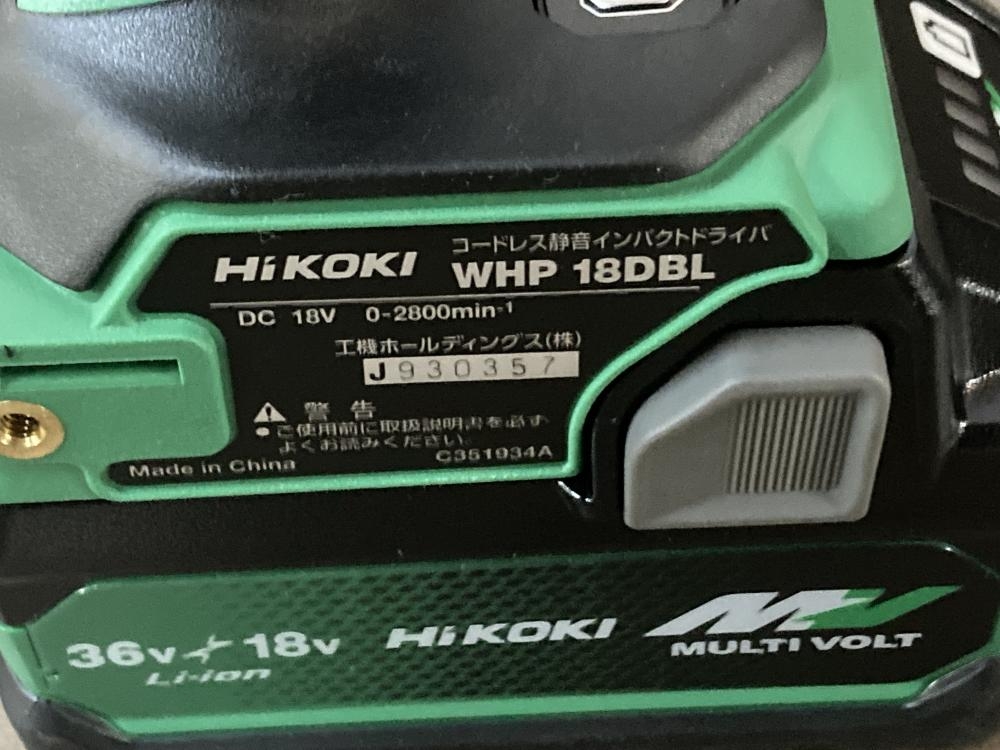 HiKOKI
コードレス静音インパクトドライバ
WHP 18DBL
DC 18V 0-2800min-1
工機ホールディングス(株)
J930357
警告
●ご使用前に取扱説明書を必ず
よくお読みください。
C351934A
Made in China
36V 18V
Li-ion
HiKOKI
MV
MULTI VOLT